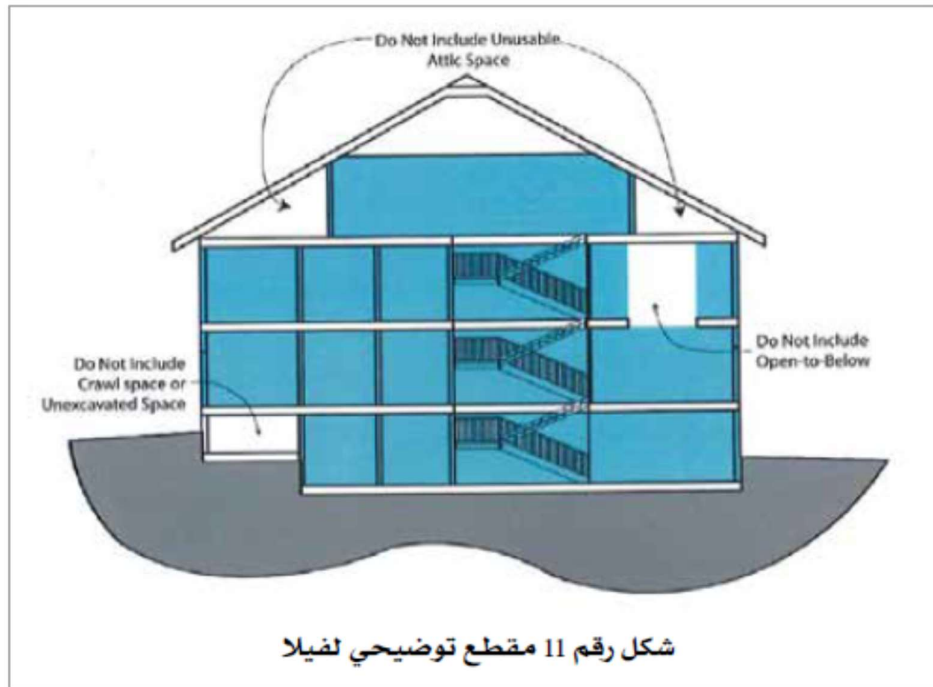 Do Not Include Unusable
Attic Space
Do Not Include
Open-to-Below
Do Not Include
Crawl space or
Unexcavated Space
شكل رقم 11 مقطع توضيحي لفيلا